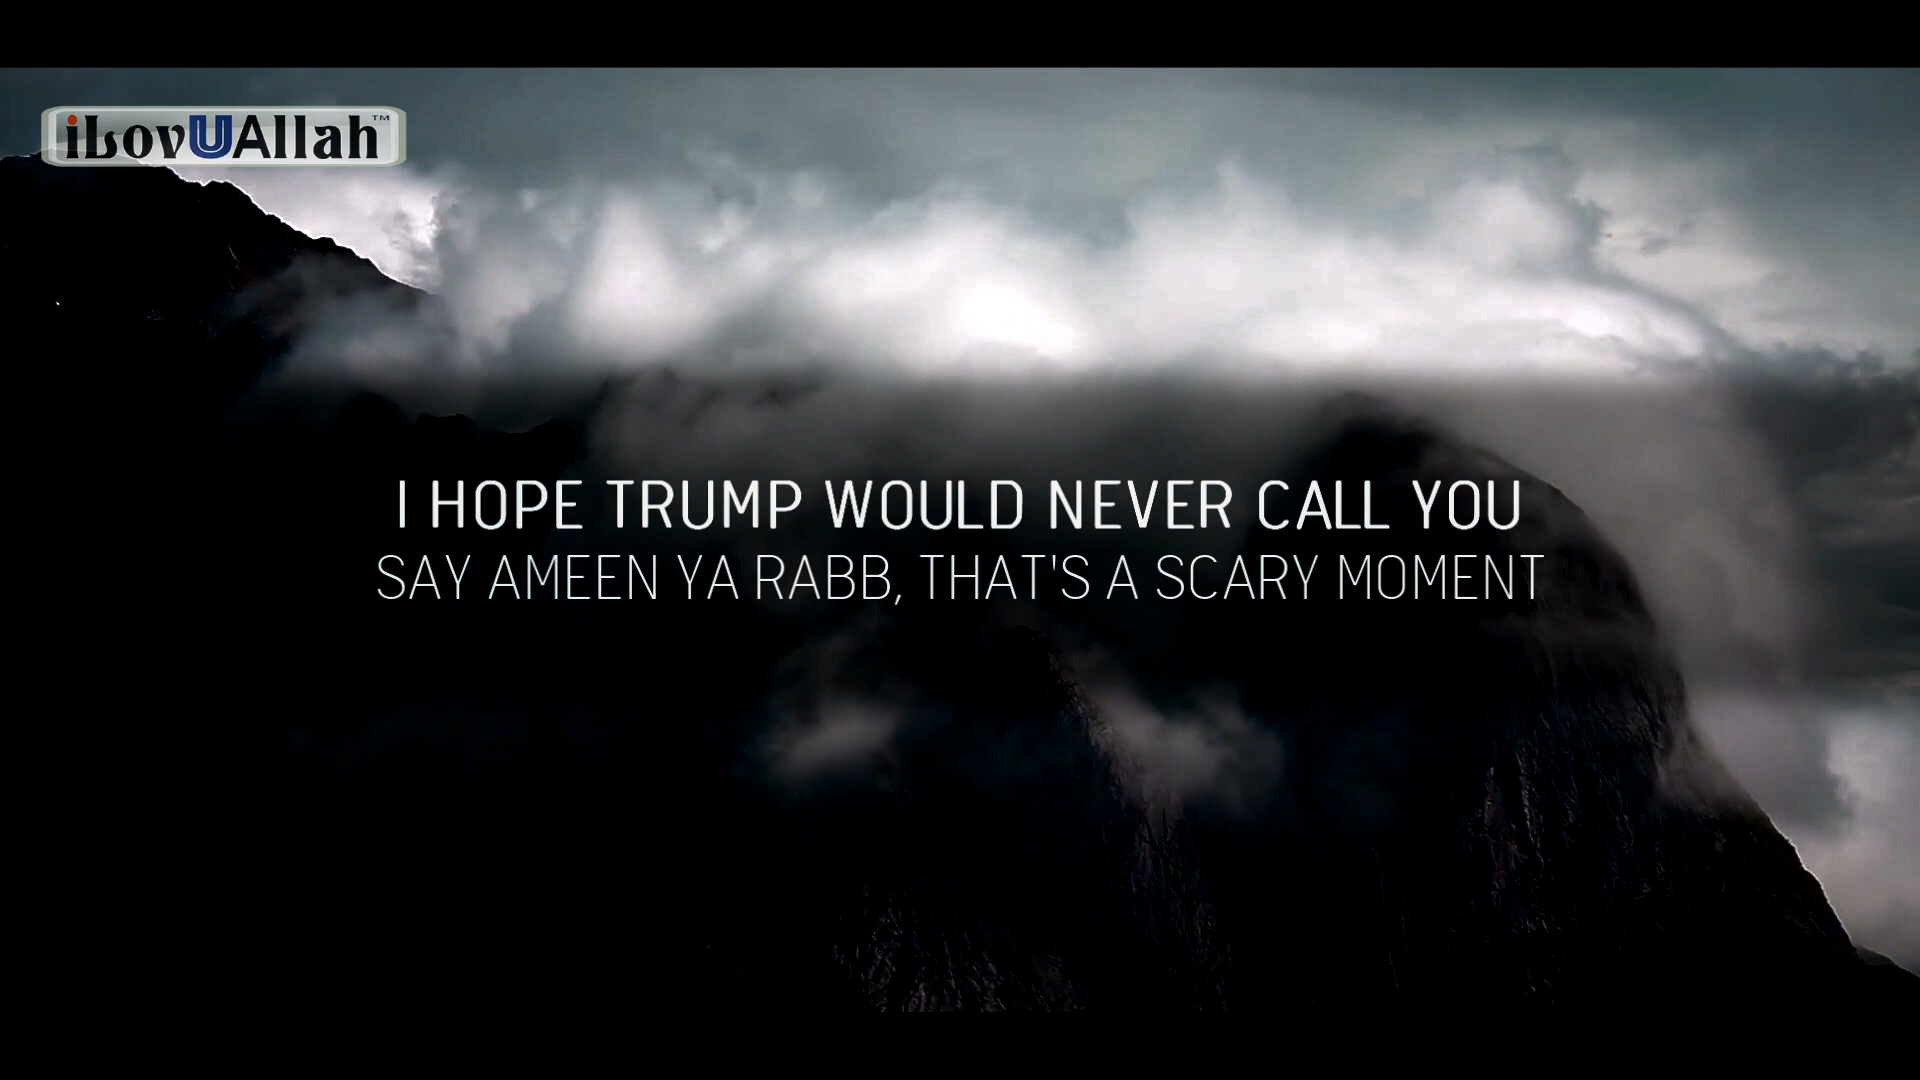 iLovUAllah™
I HOPE TRUMP WOULD NEVER CALL YOU
SAY AMEEN YA RABB, THAT'S A SCARY MOMENT